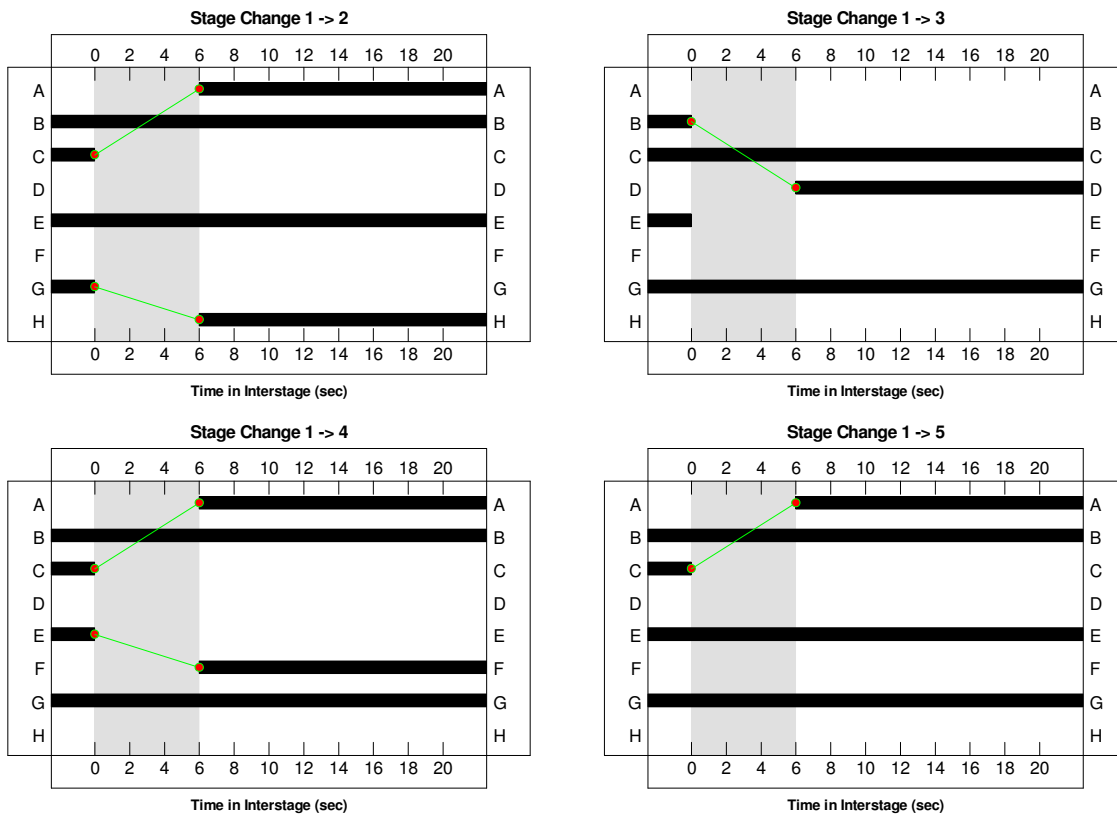 Stage Change 1 -> 2
0 2 4 6 8 10 12 14 16 18 20
A A
B B
C C
D D
E E
F F
G G
H H
0 2 4 6 8 10 12 14 16 18 20
Time in Interstage (sec)
Stage Change 1 -> 3
0 2 4 6 8 10 12 14 16 18 20
A A
B B
C C
D D
E E
F F
G G
H H
0 2 4 6 8 10 12 14 16 18 20
Time in Interstage (sec)
Stage Change 1 -> 4
0 2 4 6 8 10 12 14 16 18 20
A A
B B
C C
D D
E E
F F
G G
H H
0 2 4 6 8 10 12 14 16 18 20
Time in Interstage (sec)
Stage Change 1 -> 5
0 2 4 6 8 10 12 14 16 18 20
A A
B B
C C
D D
E E
F F
G G
H H
0 2 4 6 8 10 12 14 16 18 20
Time in Interstage (sec)